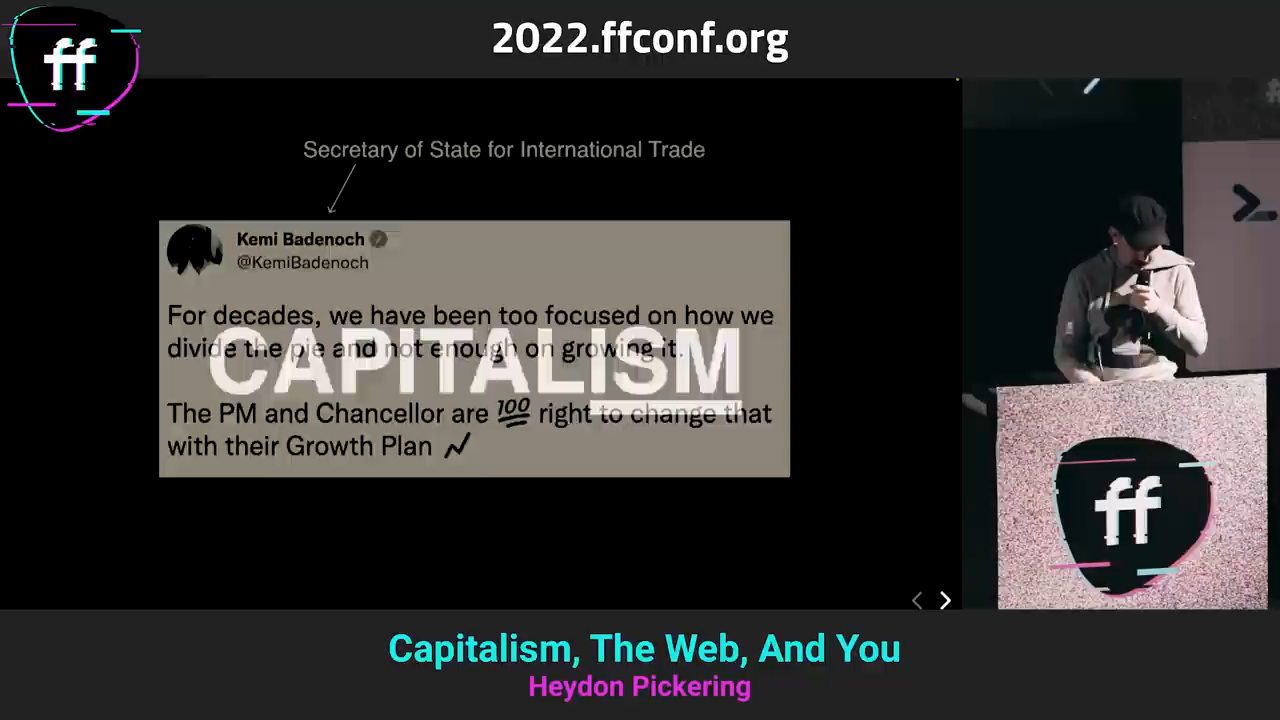 2022.ffconf.org
ff
Secretary of State for International Trade
Kemi Badenoch
@KemiBadenoch
For decades, we have been too focused on how we
divide the pie and not enough on growing it.
CAPITALISM
The PM and Chancellor are 💯 right to change that
with their Growth Plan
>_
ff
Capitalism, The Web, And You
Heydon Pickering